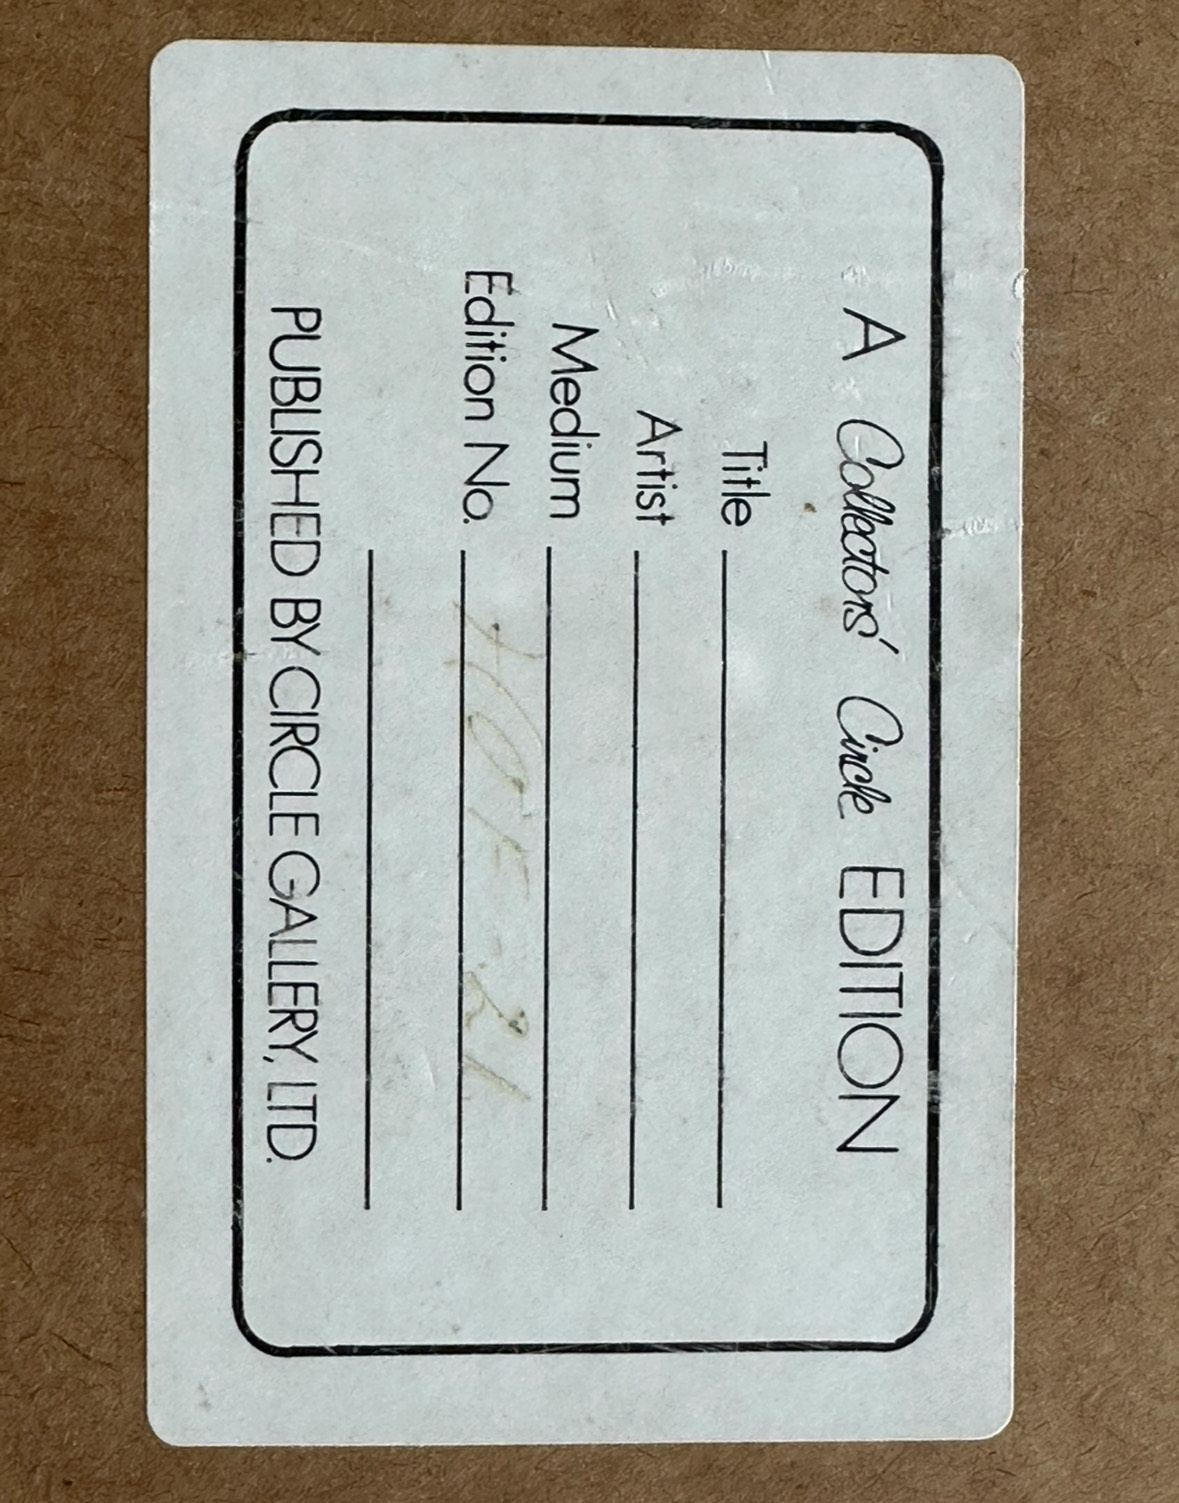 A Collectors' Circle EDITION
Title
Artist
Medium
Edition No.
PUBLISHED BY CIRCLE GALLERY, LTD.